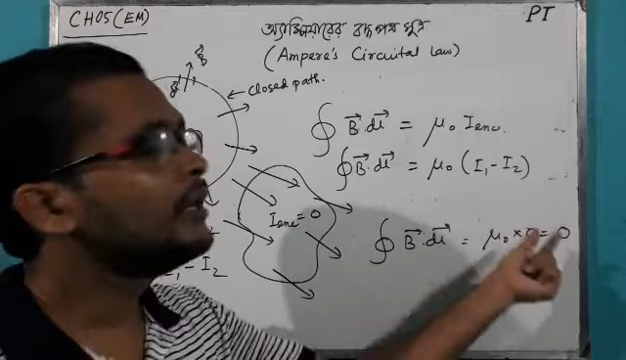 CH05(EM)
অ্যাম্পিয়ারের বদ্ধপথ সূত্র
PT
(Ampere's Circuital Law)
B⃗
closed path.
∮ B⃗.dl⃗ = μ₀ Ienc.
∮ B⃗.dl⃗ = μ₀ (I₁-I₂)
Ienc = 0
∮ B⃗.dl⃗ = μ₀ × 0 = 0
- I₂